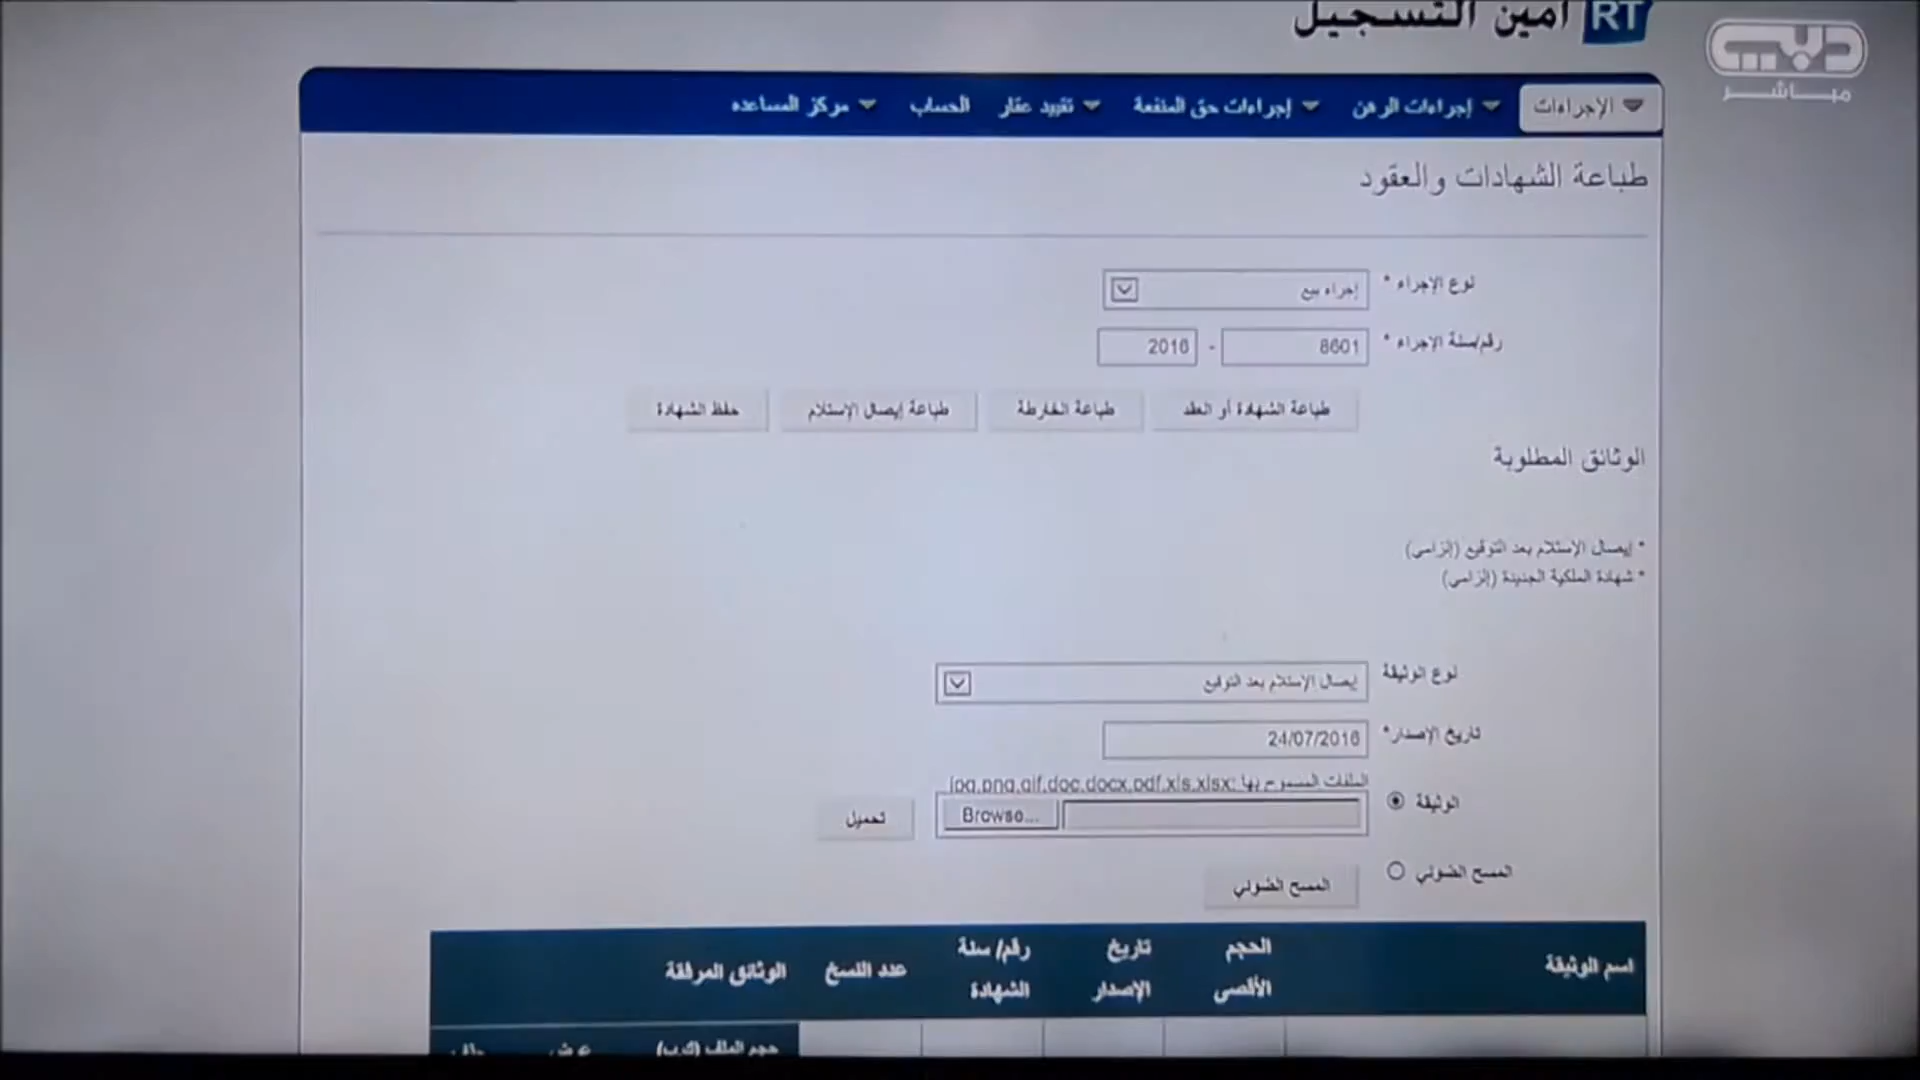 RT أمين التسجيل
دبي
مباشر
الإجراءات إجراءات الرهن إجراءات حق المنفعة تقييد عقار الحساب مركز المساعده
طباعة الشهادات والعقود
نوع الإجراء * إجراء بيع
رقم/سنة الإجراء * 8601 - 2016
طباعة الشهادة أو العقد طباعة الخارطة طباعة إيصال الإستلام حفظ الشهادة
الوثائق المطلوبة
* إيصال الإستلام بعد التوقيع (إلزامي)
* شهادة الملكية الجديدة (إلزامي)
نوع الوثيقة إيصال الإستلام بعد التوقيع
تاريخ الإصدار* 24/07/2016
الملفات المسموح بها :jpg,png,gif,doc,docx,pdf,xls,xlsx
الوثيقة Browse... تحميل
المسح الضوئي المسح الضوئي
اسم الوثيقة الحجم الأقصى تاريخ الإصدار رقم/ سنة الشهادة عدد النسخ الوثائق المرفقة
حجم الملف (ك.ب) عرض